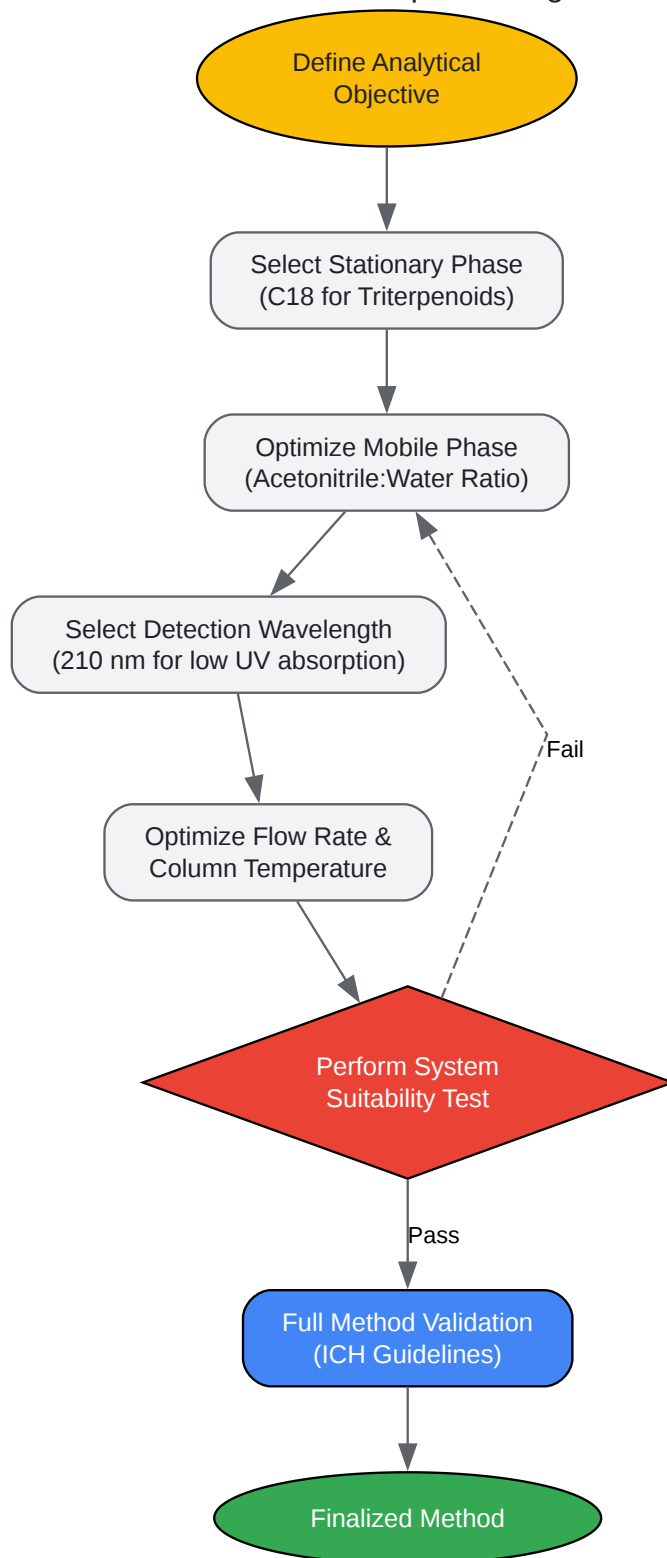 Define Analytical
Objective
Select Stationary Phase
(C18 for Triterpenoids)
Optimize Mobile Phase
(Acetonitrile:Water Ratio)
Select Detection Wavelength
(210 nm for low UV absorption)
Fail
Optimize Flow Rate &
Column Temperature
Perform System
Suitability Test
Pass
Full Method Validation
(ICH Guidelines)
Finalized Method